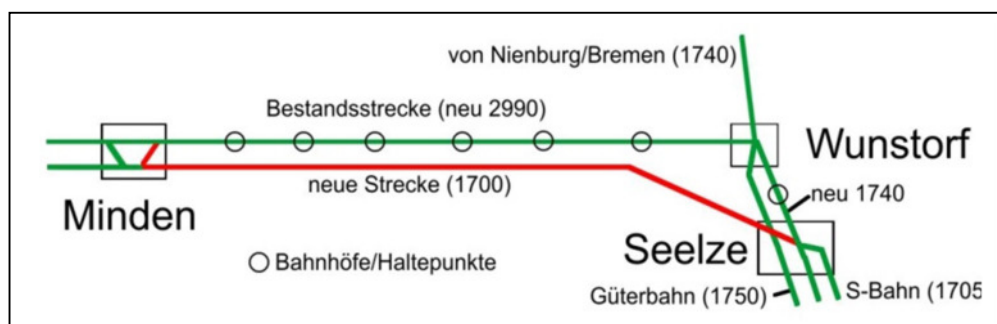 von Nienburg/Bremen (1740)
Bestandsstrecke (neu 2990)
Wunstorf
neue Strecke (1700)
neu 1740
Minden
Seelze
Bahnhöfe/Haltepunkte
Güterbahn (1750)
S-Bahn (1705